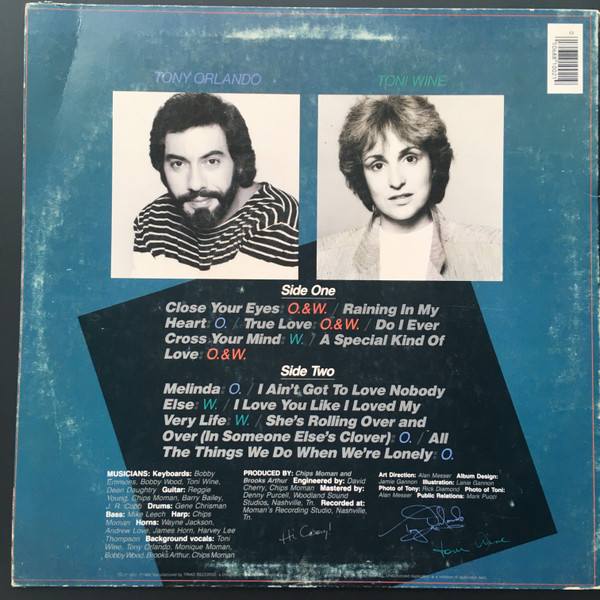 TONY ORLANDO
TONI WINE
Side One
Close Your Eyes: O.&W. / Raining In My
Heart: O. / True Love: O.&W. / Do I Ever
Cross Your Mind: W. / A Special Kind Of
Love: O.&W.
Side Two
Melinda: O. / I Ain't Got To Love Nobody
Else: W. / I Love You Like I Loved My
Very Life: W. / She's Rolling Over and
Over (In Someone Else's Clover): O. / All
The Things We Do When We're Lonely: O.
MUSICIANS: Keyboards: Bobby
Emmons, Bobby Wood, Toni Wine,
Dean Daughtry Guitar: Reggie
Young, Chips Moman, Barry Bailey,
J. R. Cobb Drums: Gene Chrisman
Bass: Mike Leech Harp: Chips
Moman Horns: Wayne Jackson,
Andrew Love, James Horn, Harvey Lee
Thompson Background vocals: Toni
Wine, Tony Orlando, Monique Moman,
Bobby Wood, Brooks Arthur, Chips Moman
PRODUCED BY: Chips Moman and
Brooks Arthur Engineered by: David
Cherry, Chips Moman Mastered by:
Denny Purcell, Woodland Sound
Studios, Nashville, Tn. Recorded at:
Moman's Recording Studio, Nashville,
Tn.
Art Direction: Alan Messer Album Design:
Jamie Gannon Illustration: Lanie Gannon
Photo of Tony: Rick Diamond Photo of Toni:
Alan Messer Public Relations: Mark Pucci
Tony Orlando
Toni Wine